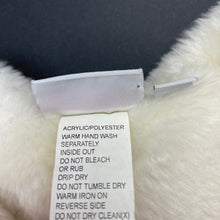 ACRYLIC/POLYESTER
WARM HAND WASH
SEPARATELY
INSIDE OUT
DO NOT BLEACH
OR RUB
DRIP DRY
DO NOT TUMBLE DRY
WARM IRON ON
REVERSE SIDE
DO NOT DRY CLEAN(X)